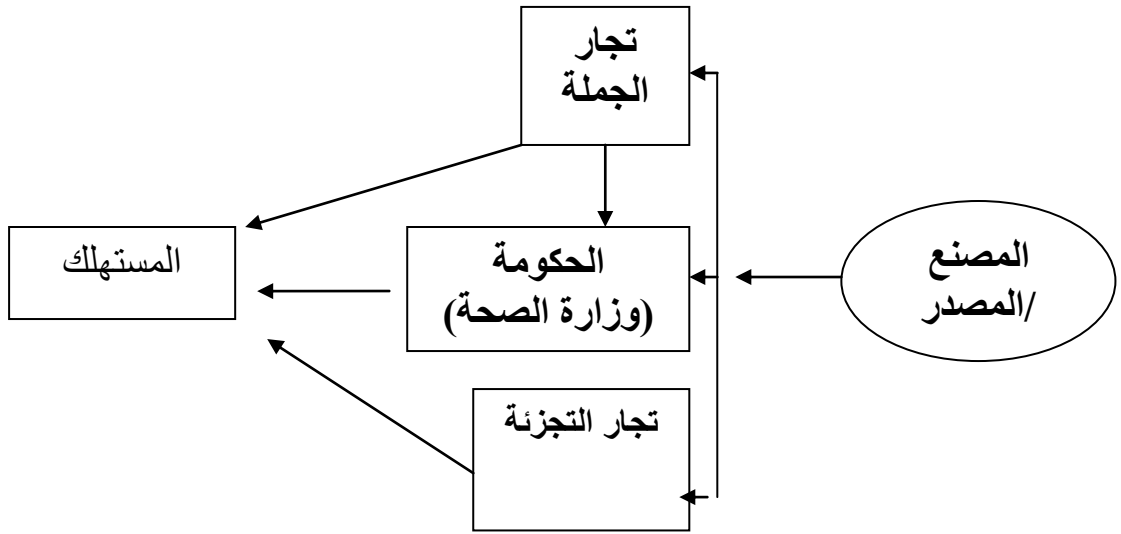 تجار
الجملة
المصنع
/المصدر
الحكومة
(وزارة الصحة)
المستهلك
تجار التجزئة